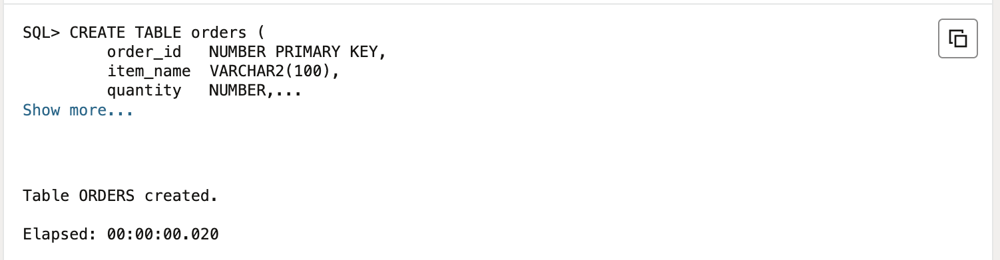 SQL> CREATE TABLE orders (
         order_id   NUMBER PRIMARY KEY,
         item_name  VARCHAR2(100),
         quantity   NUMBER,...
Show more...
Table ORDERS created.
Elapsed: 00:00:00.020